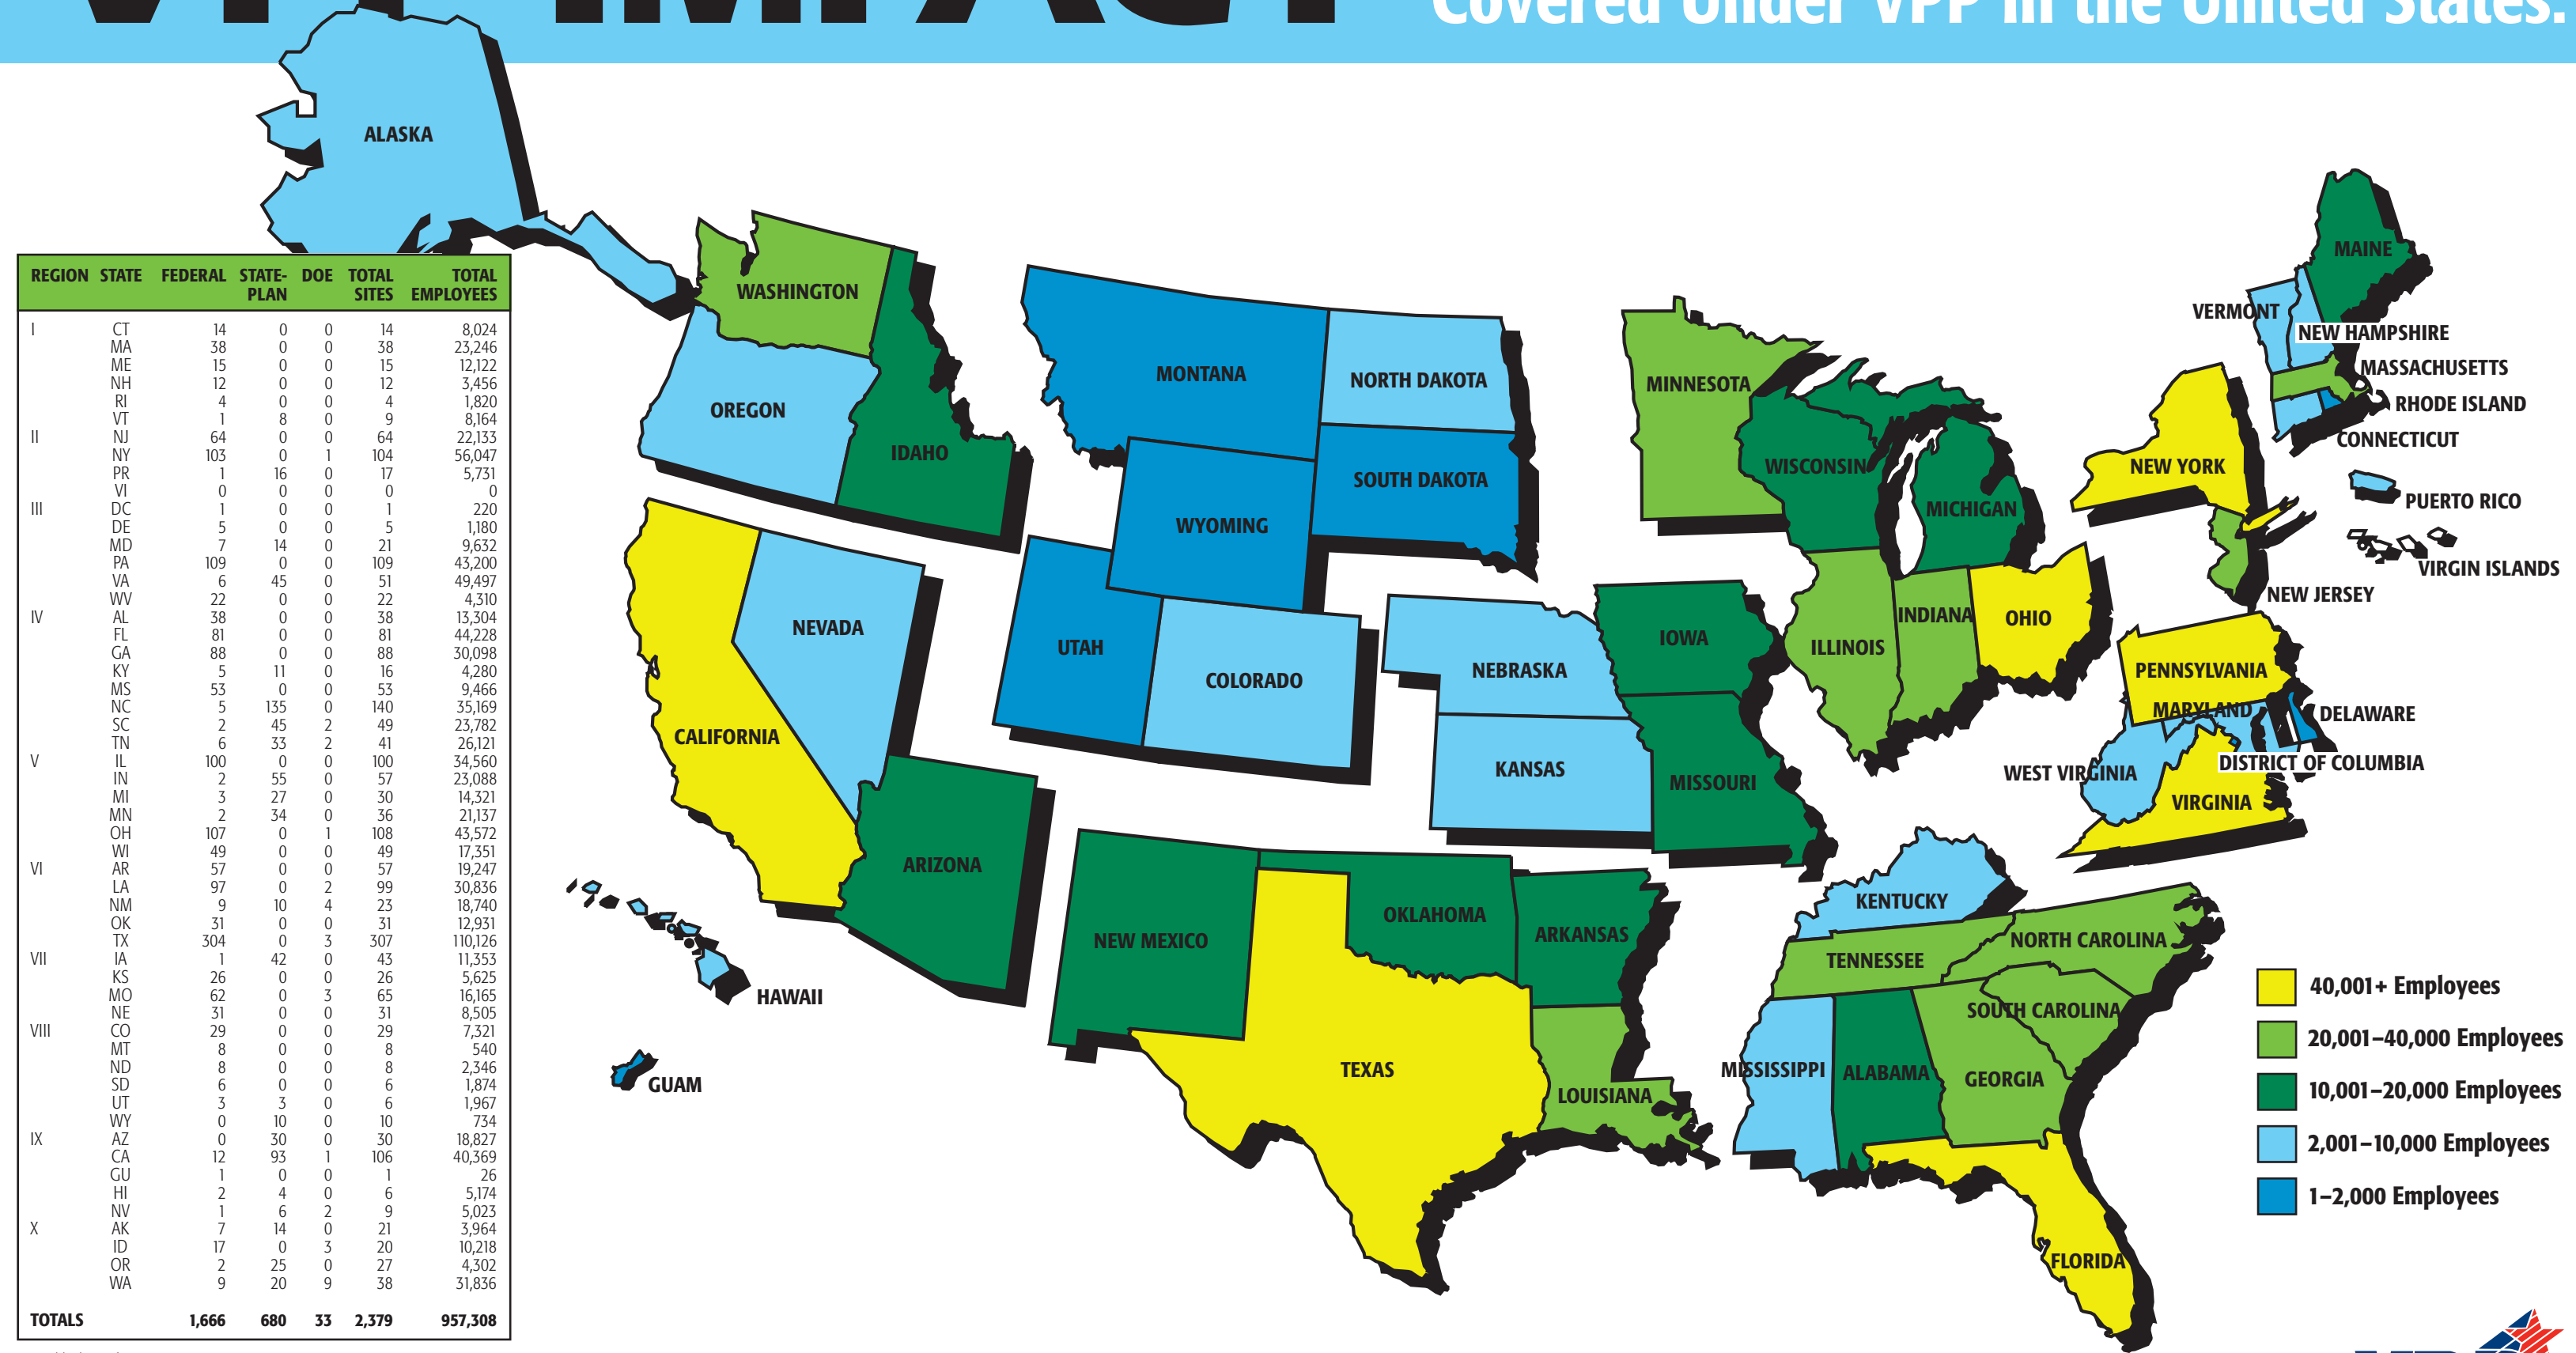 Covered Under VPP in the United States.
REGION STATE FEDERAL STATE-PLAN DOE TOTAL SITES TOTAL EMPLOYEES
I CT 14 0 0 14 8,024
MA 38 0 0 38 23,246
ME 15 0 0 15 12,122
NH 12 0 0 12 3,456
RI 4 0 0 4 1,820
VT 1 8 0 9 8,164
II NJ 64 0 0 64 22,133
NY 103 0 1 104 56,047
PR 1 16 0 17 5,731
VI 0 0 0 0 0
III DC 1 0 0 1 220
DE 5 0 0 5 1,180
MD 7 14 0 21 9,632
PA 109 0 0 109 43,200
VA 6 45 0 51 49,497
WV 22 0 0 22 4,310
IV AL 38 0 0 38 13,304
FL 81 0 0 81 44,228
GA 88 0 0 88 30,098
KY 5 11 0 16 4,280
MS 53 0 0 53 9,466
NC 5 135 0 140 35,169
SC 2 45 2 49 23,782
TN 6 33 2 41 26,121
V IL 100 0 0 100 34,560
IN 2 55 0 57 23,088
MI 3 27 0 30 14,321
MN 2 34 0 36 21,137
OH 107 0 1 108 43,572
WI 49 0 0 49 17,351
VI AR 57 0 0 57 19,247
LA 97 0 2 99 30,836
NM 9 10 4 23 18,740
OK 31 0 0 31 12,931
TX 304 0 3 307 110,126
VII IA 1 42 0 43 11,353
KS 26 0 0 26 5,625
MO 62 0 3 65 16,165
NE 31 0 0 31 8,505
VIII CO 29 0 0 29 7,321
MT 8 0 0 8 540
ND 8 0 0 8 2,346
SD 6 0 0 6 1,874
UT 3 3 0 6 1,967
WY 0 10 0 10 734
IX AZ 0 30 0 30 18,827
CA 12 93 1 106 40,369
GU 1 0 0 1 26
HI 2 4 0 6 5,174
NV 1 6 2 9 5,023
X AK 7 14 0 21 3,964
ID 17 0 3 20 10,218
OR 2 25 0 27 4,302
WA 9 20 9 38 31,836
TOTALS 1,666 680 33 2,379 957,308
ALASKA
WASHINGTON
OREGON
IDAHO
MONTANA
NORTH DAKOTA
SOUTH DAKOTA
WYOMING
CALIFORNIA
NEVADA
UTAH
COLORADO
ARIZONA
NEW MEXICO
TEXAS
OKLAHOMA
ARKANSAS
LOUISIANA
NEBRASKA
KANSAS
IOWA
MISSOURI
MINNESOTA
WISCONSIN
MICHIGAN
ILLINOIS
INDIANA
OHIO
HAWAII
GUAM
MAINE
VERMONT
NEW HAMPSHIRE
MASSACHUSETTS
RHODE ISLAND
CONNECTICUT
NEW YORK
PUERTO RICO
VIRGIN ISLANDS
NEW JERSEY
PENNSYLVANIA
MARYLAND
DELAWARE
DISTRICT OF COLUMBIA
WEST VIRGINIA
VIRGINIA
KENTUCKY
TENNESSEE
NORTH CAROLINA
SOUTH CAROLINA
MISSISSIPPI
ALABAMA
GEORGIA
FLORIDA
40,001+ Employees
20,001–40,000 Employees
10,001–20,000 Employees
2,001–10,000 Employees
1–2,000 Employees